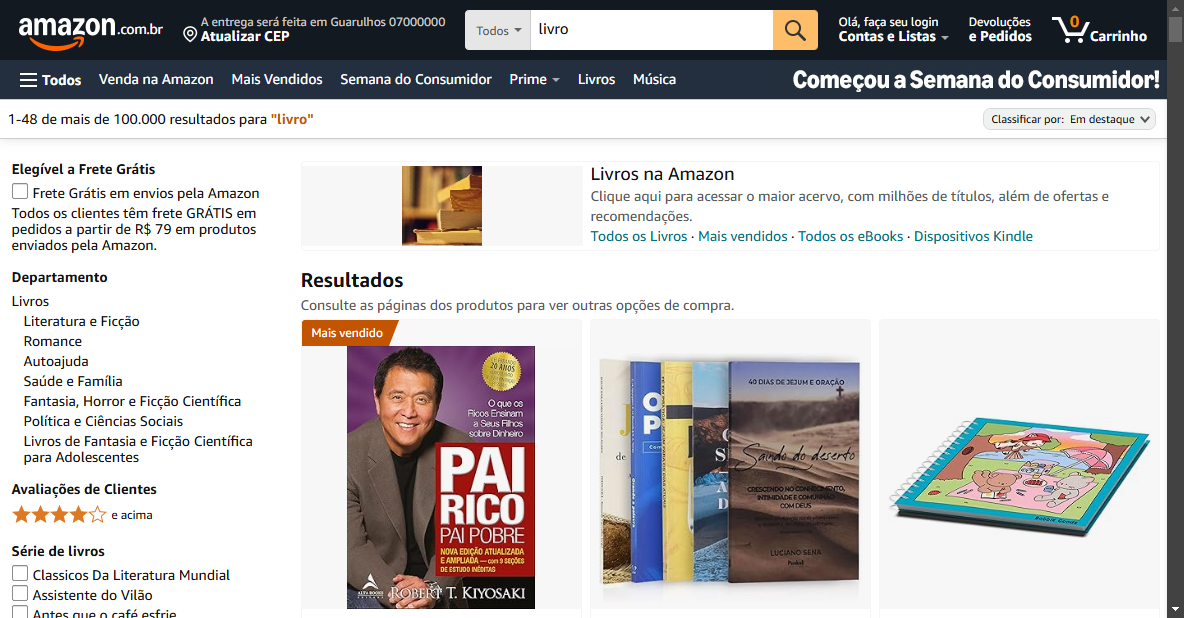 amazon.com.br
A entrega será feita em Guarulhos 07000000
Atualizar CEP
Todos
livro
Olá, faça seu login
Contas e Listas
Devoluções
e Pedidos
0
Carrinho
Todos
Venda na Amazon
Mais Vendidos
Semana do Consumidor
Prime
Livros
Música
Começou a Semana do Consumidor!
1-48 de mais de 100.000 resultados para "livro"
Classificar por: Em destaque
Elegível a Frete Grátis
Frete Grátis em envios pela Amazon
Todos os clientes têm frete GRÁTIS em
pedidos a partir de R$ 79 em produtos
enviados pela Amazon.
Departamento
Livros
Literatura e Ficção
Romance
Autoajuda
Saúde e Família
Fantasia, Horror e Ficção Científica
Política e Ciências Sociais
Livros de Fantasia e Ficção Científica
para Adolescentes
Avaliações de Clientes
e acima
Série de livros
Classicos Da Literatura Mundial
Assistente do Vilão
Antes que o café esfrie
Livros na Amazon
Clique aqui para acessar o maior acervo, com milhões de títulos, além de ofertas e
recomendações.
Todos os Livros · Mais vendidos · Todos os eBooks · Dispositivos Kindle
Resultados
Consulte as páginas dos produtos para ver outras opções de compra.
Mais vendido
20 ANOS
O que os
Ricos Ensinam
a Seus Filhos
sobre Dinheiro
PAI
RICO
PAI POBRE
NOVA EDIÇÃO ATUALIZADA
E AMPLIADA — com 9 SEÇÕES
DE ESTUDO INÉDITAS
ALTA BOOKS
ROBERT T. KIYOSAKI
40 DIAS DE JEJUM E ORAÇÃO
Saindo do deserto
CRESCENDO NO CONHECIMENTO,
INTIMIDADE E COMUNHÃO
COM DEUS
LUCIANO SENA